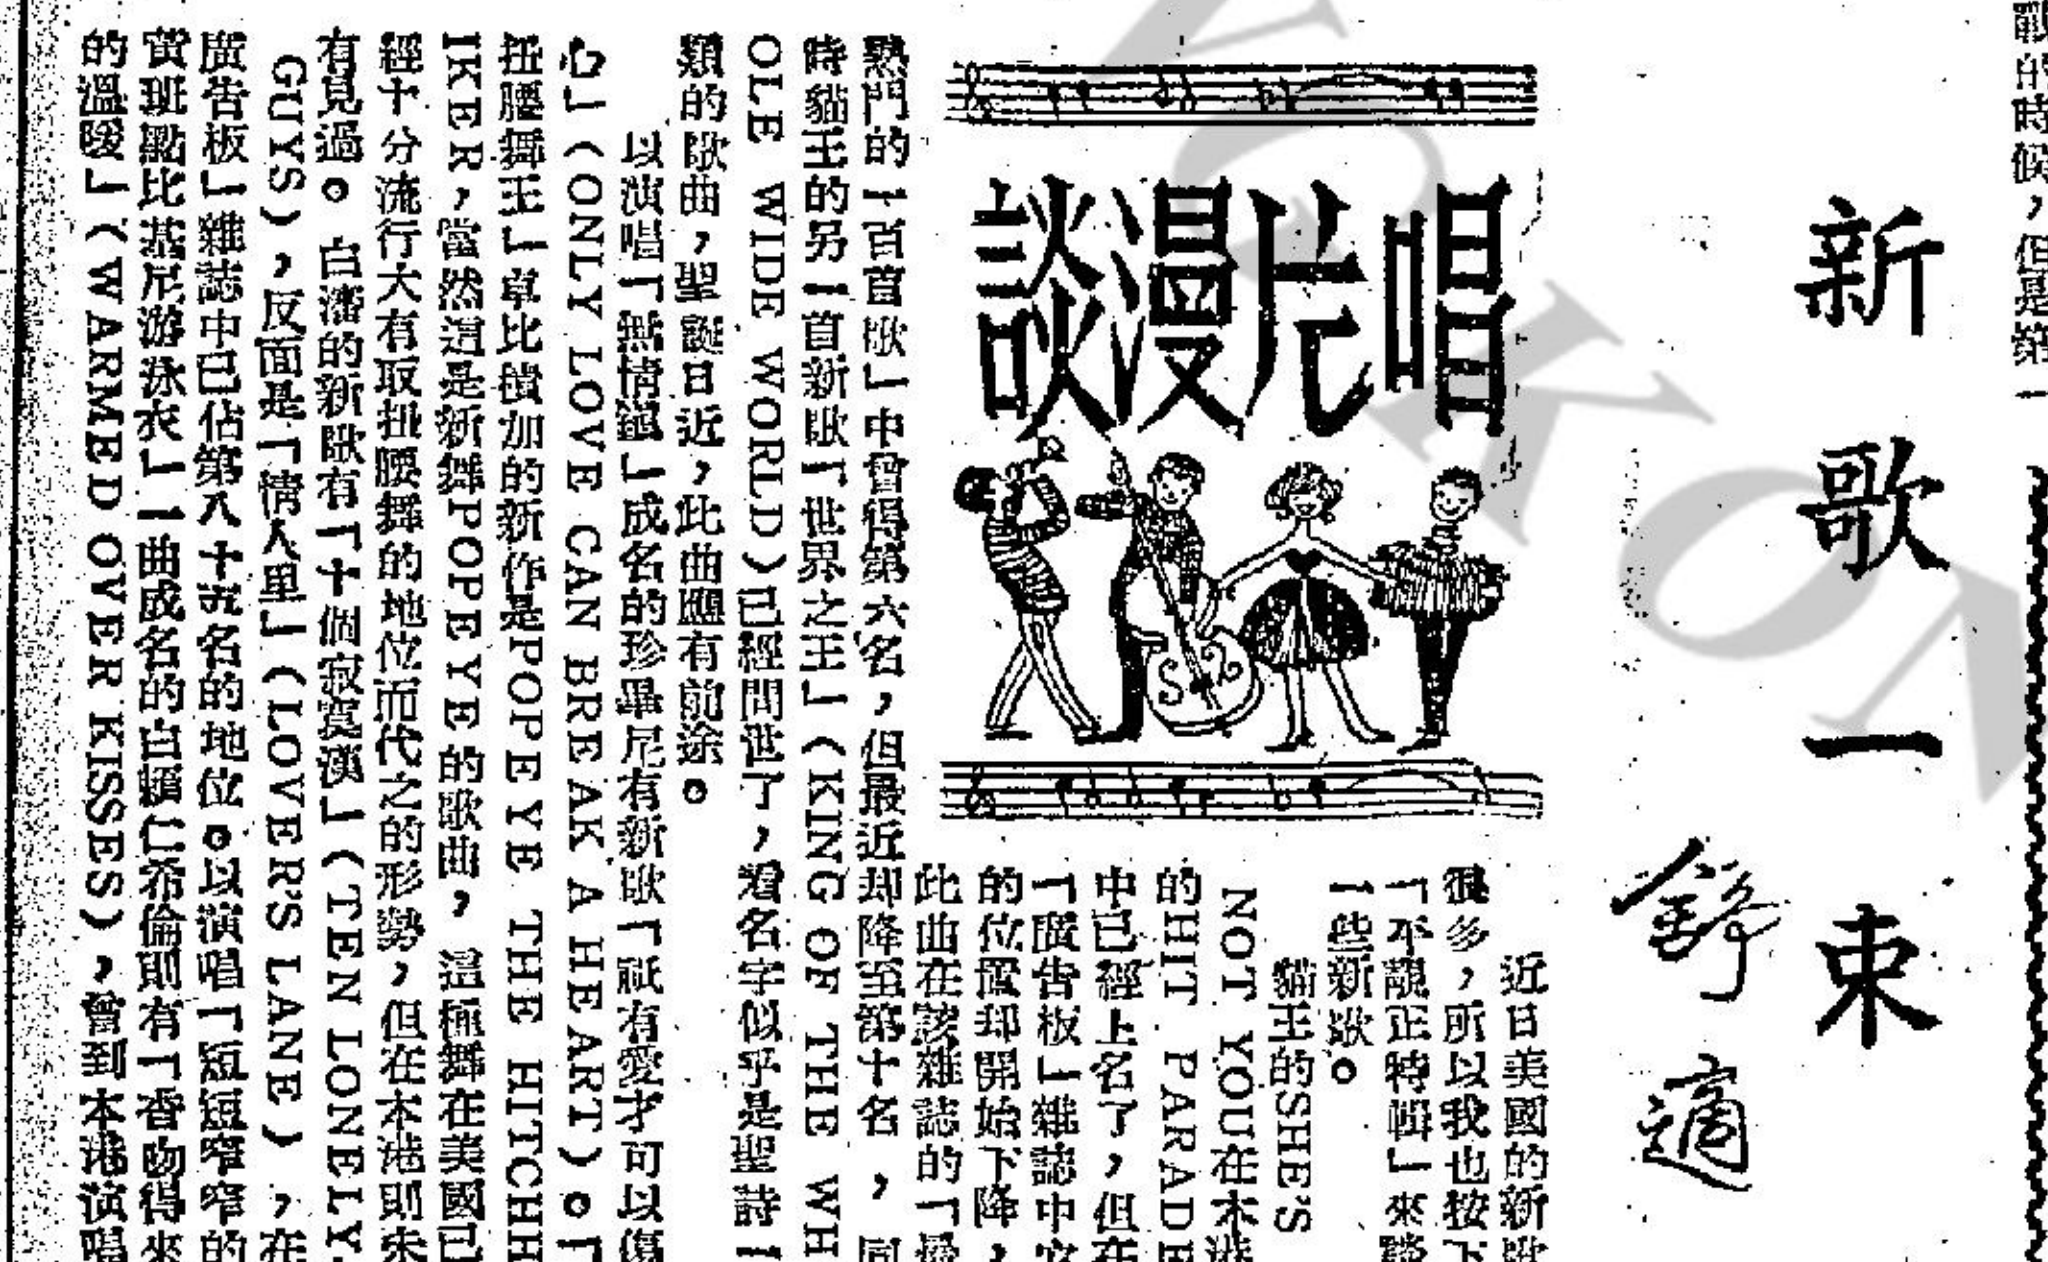 戰的時候，但是第一
新歌一束
舒適
唱片漫談
近日美國的新歌
很多，所以我也按下
「不靚正特輯」來談
一些新歌。
貓王的SHE'S
NOT YOU在本港
的HIT PARADE
中已經上名了，但在
「廣告板」雜誌中它
的位置却開始下降，
此曲在該雜誌的「最
熱門的一百首歌」中曾得第六名，但最近却降至第十名，同
時貓王的另一首新歌「世界之王」(KING OF THE WH
OLE WIDE WORLD)已經問世了，看名字似乎是聖詩一
類的歌曲，聖誕日近，此曲應有前途。
以演唱「無情」成名的珍畢尼有新歌「祇有愛才可以傷
心」(ONLY LOVE CAN BREAK A HEART)。「
扭腰舞王」卓比積加的新作是POPEYE THE HITCHH
IKER，當然這是新舞POPEYE的歌曲，這種舞在美國已
經十分流行大有取扭腰舞的地位而代之的形勢，但在本港則未
有見過。白潘的新歌有「十個寂寞漢」(TEN LONELY
GUYS)，反面是「情人里」(LOVER'S LANE)，在
廣告板」雜誌中已佔第八十五名的地位。以演唱「短短窄窄的
黃班點比基尼游泳衣」一曲成名的白賴仁希倫則有「香吻得來
的溫暖」(WARMED OVER KISSES)，曾到本港演唱